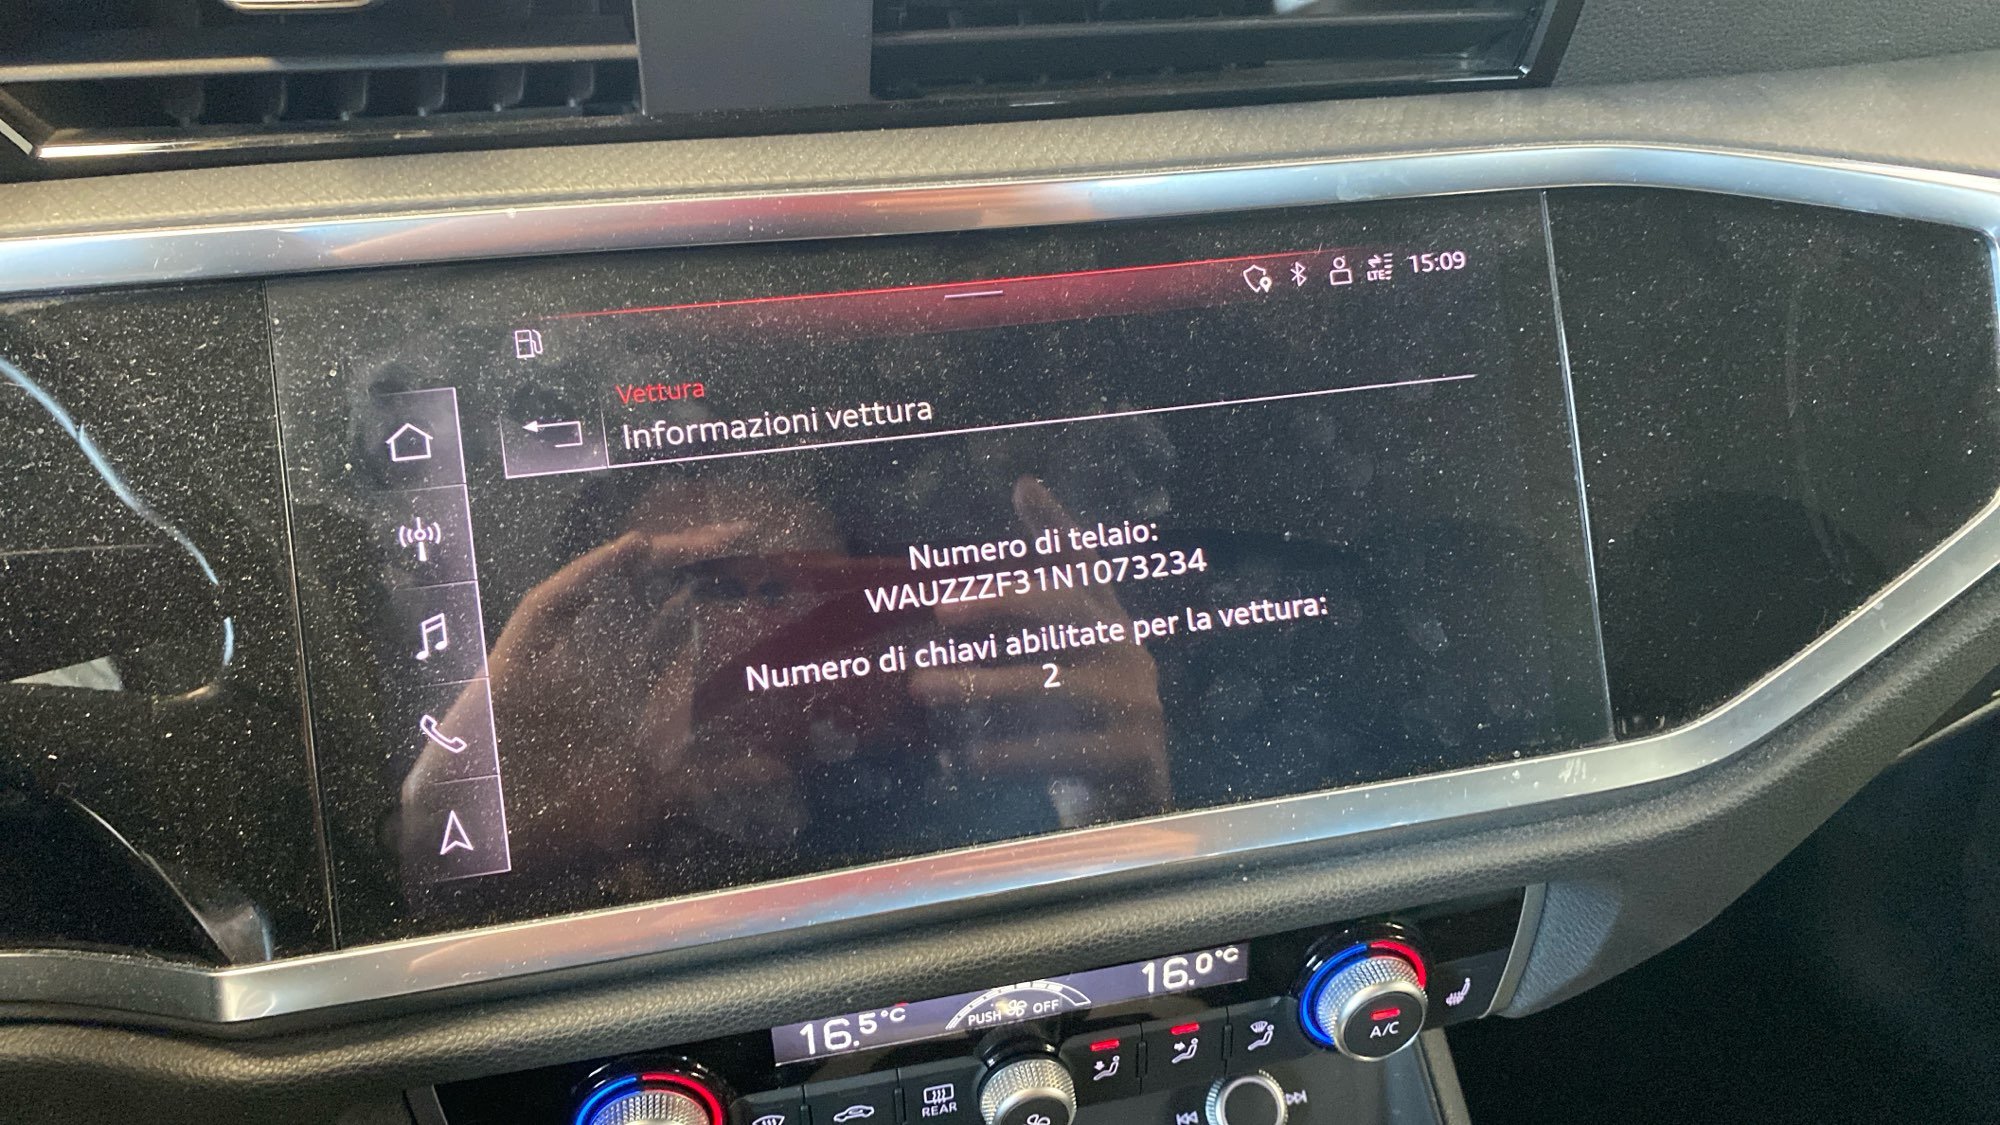 LTE 15:09
Vettura
Informazioni vettura
Numero di telaio:
WAUZZZF31N1073234
Numero di chiavi abilitate per la vettura:
2
16.5°C
PUSH OFF
16.0°C
A/C
REAR